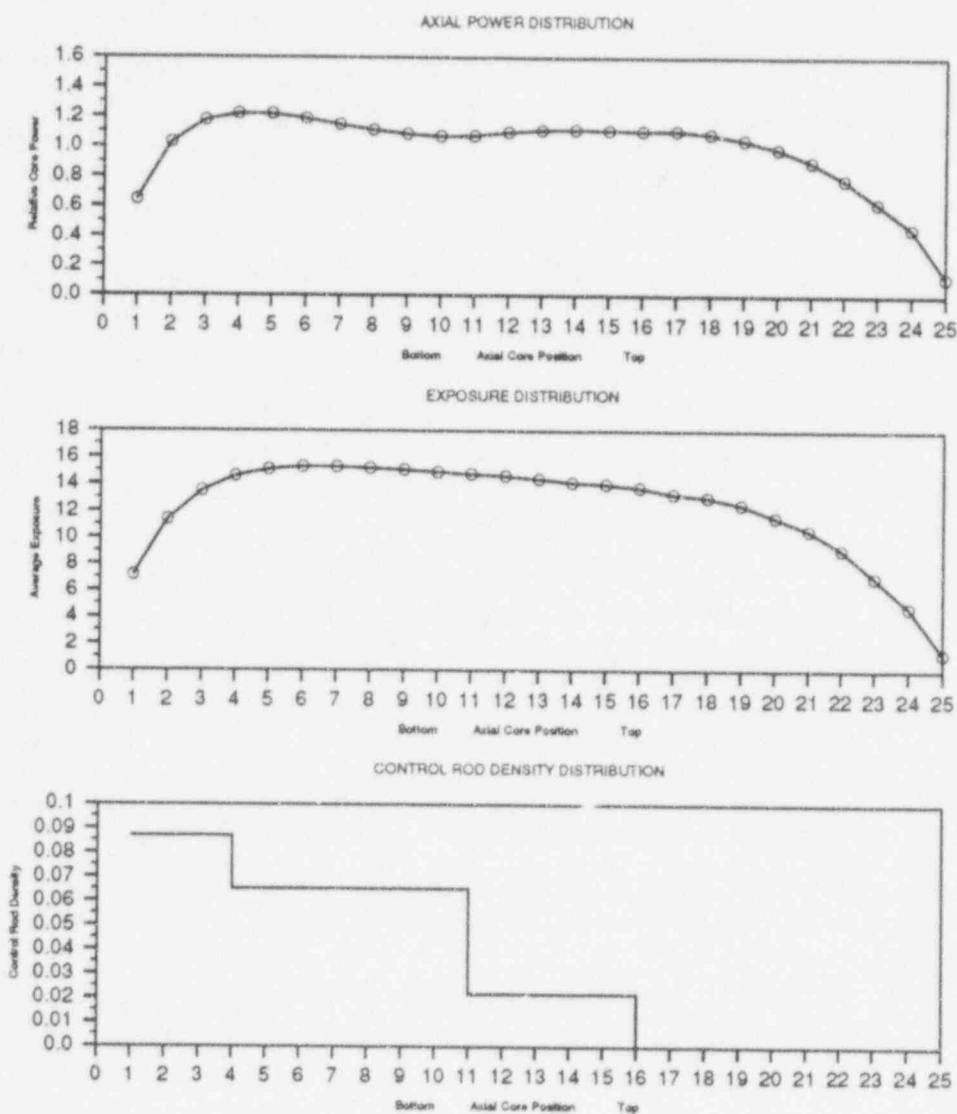 AXIAL POWER DISTRIBUTION
Relative Core Power
1.6
1.4
1.2
1.0
0.8
0.6
0.4
0.2
0.0
0 1 2 3 4 5 6 7 8 9 10 11 12 13 14 15 16 17 18 19 20 21 22 23 24 25
Bottom Axial Core Position Top
EXPOSURE DISTRIBUTION
Average Exposure
18
16
14
12
10
8
6
4
2
0
0 1 2 3 4 5 6 7 8 9 10 11 12 13 14 15 16 17 18 19 20 21 22 23 24 25
Bottom Axial Core Position Top
CONTROL ROD DENSITY DISTRIBUTION
Control Rod Density
0.1
0.09
0.08
0.07
0.06
0.05
0.04
0.03
0.02
0.01
0.0
0 1 2 3 4 5 6 7 8 9 10 11 12 13 14 15 16 17 18 19 20 21 22 23 24 25
Bottom Axial Core Position Top